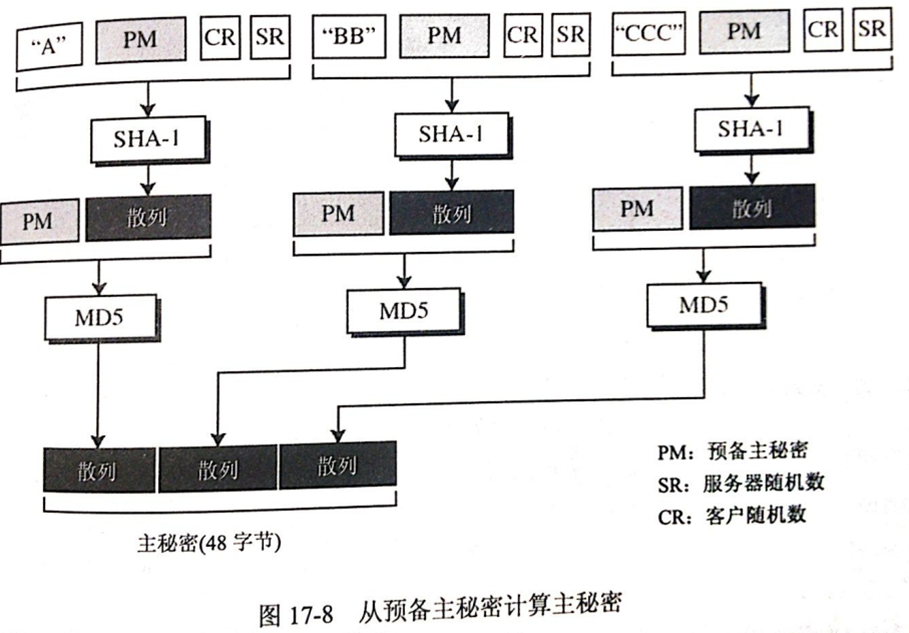 “A” PM CR SR “BB” PM CR SR “CCC” PM CR SR
SHA-1 SHA-1 SHA-1
PM 散列 PM 散列 PM 散列
MD5 MD5 MD5
散列 散列 散列
主秘密(48 字节)
PM：预备主秘密
SR：服务器随机数
CR：客户随机数
图 17-8 从预备主秘密计算主秘密